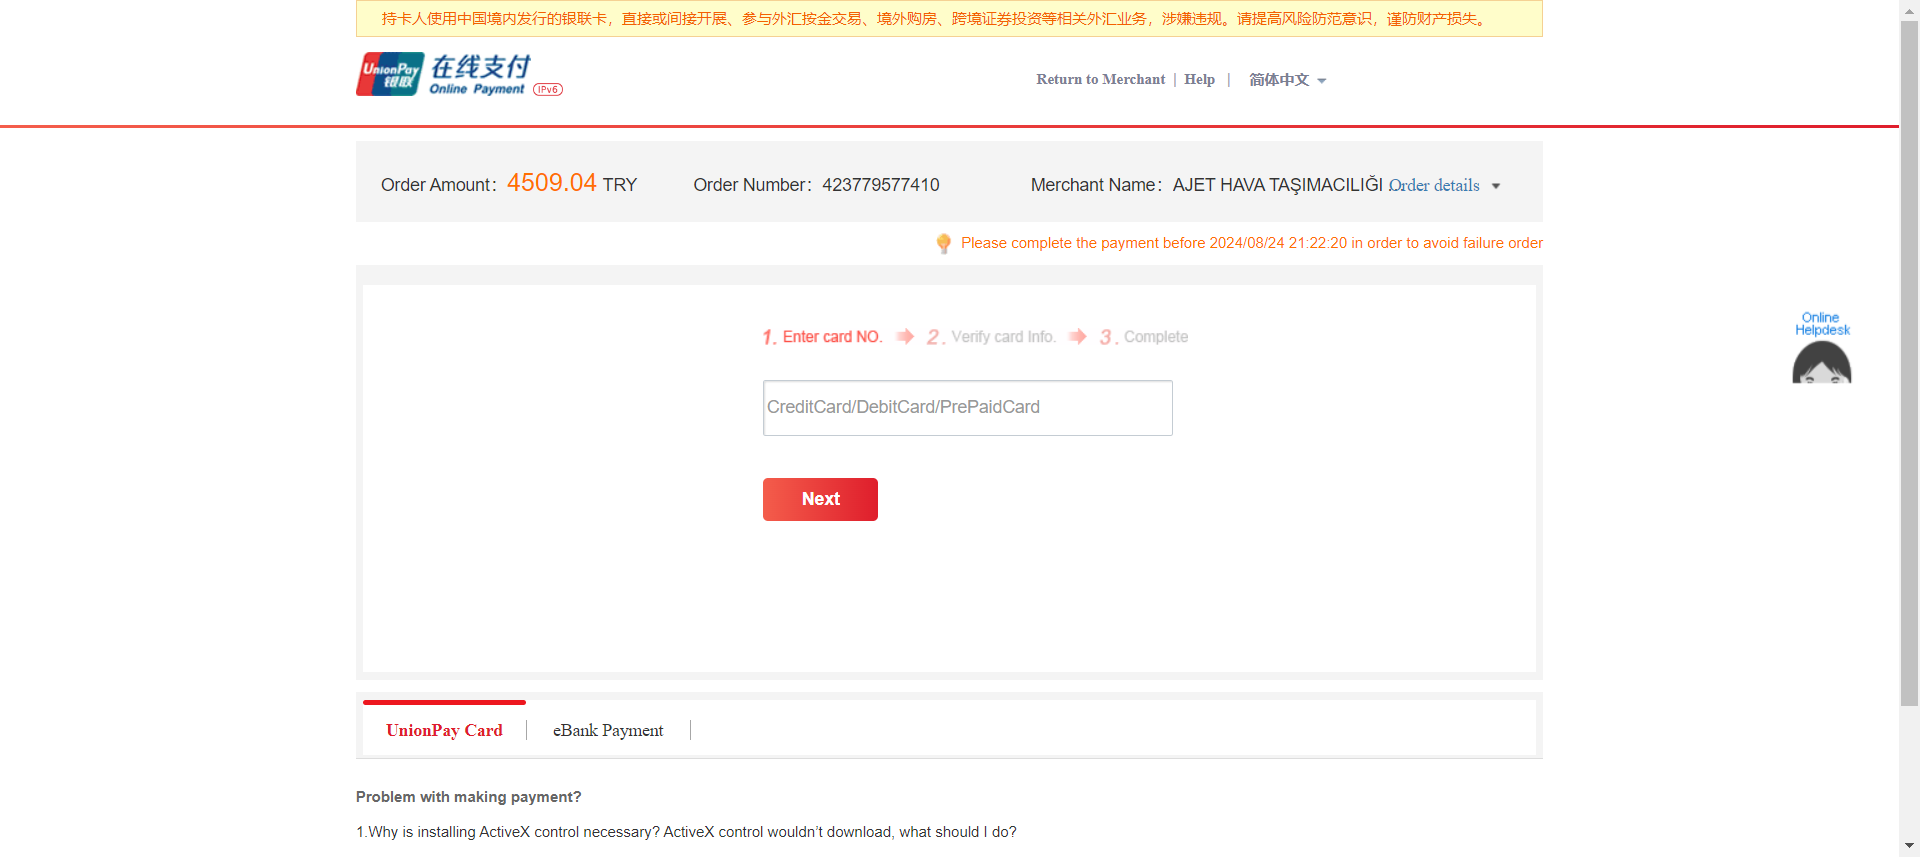 持卡人使用中国境内发行的银联卡，直接或间接开展、参与外汇按金交易、境外购房、跨境证券投资等相关外汇业务，涉嫌违规。请提高风险防范意识，谨防财产损失。
UnionPay 银联 在线支付
Online Payment IPv6
Return to Merchant | Help | 简体中文
Order Amount： 4509.04 TRY Order Number： 423779577410 Merchant Name： AJET HAVA TAŞIMACILIĞI Order details
Please complete the payment before 2024/08/24 21:22:20 in order to avoid failure order
Online
Helpdesk
1. Enter card NO. 2. Verify card Info. 3. Complete
CreditCard/DebitCard/PrePaidCard
Next
UnionPay Card eBank Payment
Problem with making payment?
1.Why is installing ActiveX control necessary? ActiveX control wouldn’t download, what should I do?